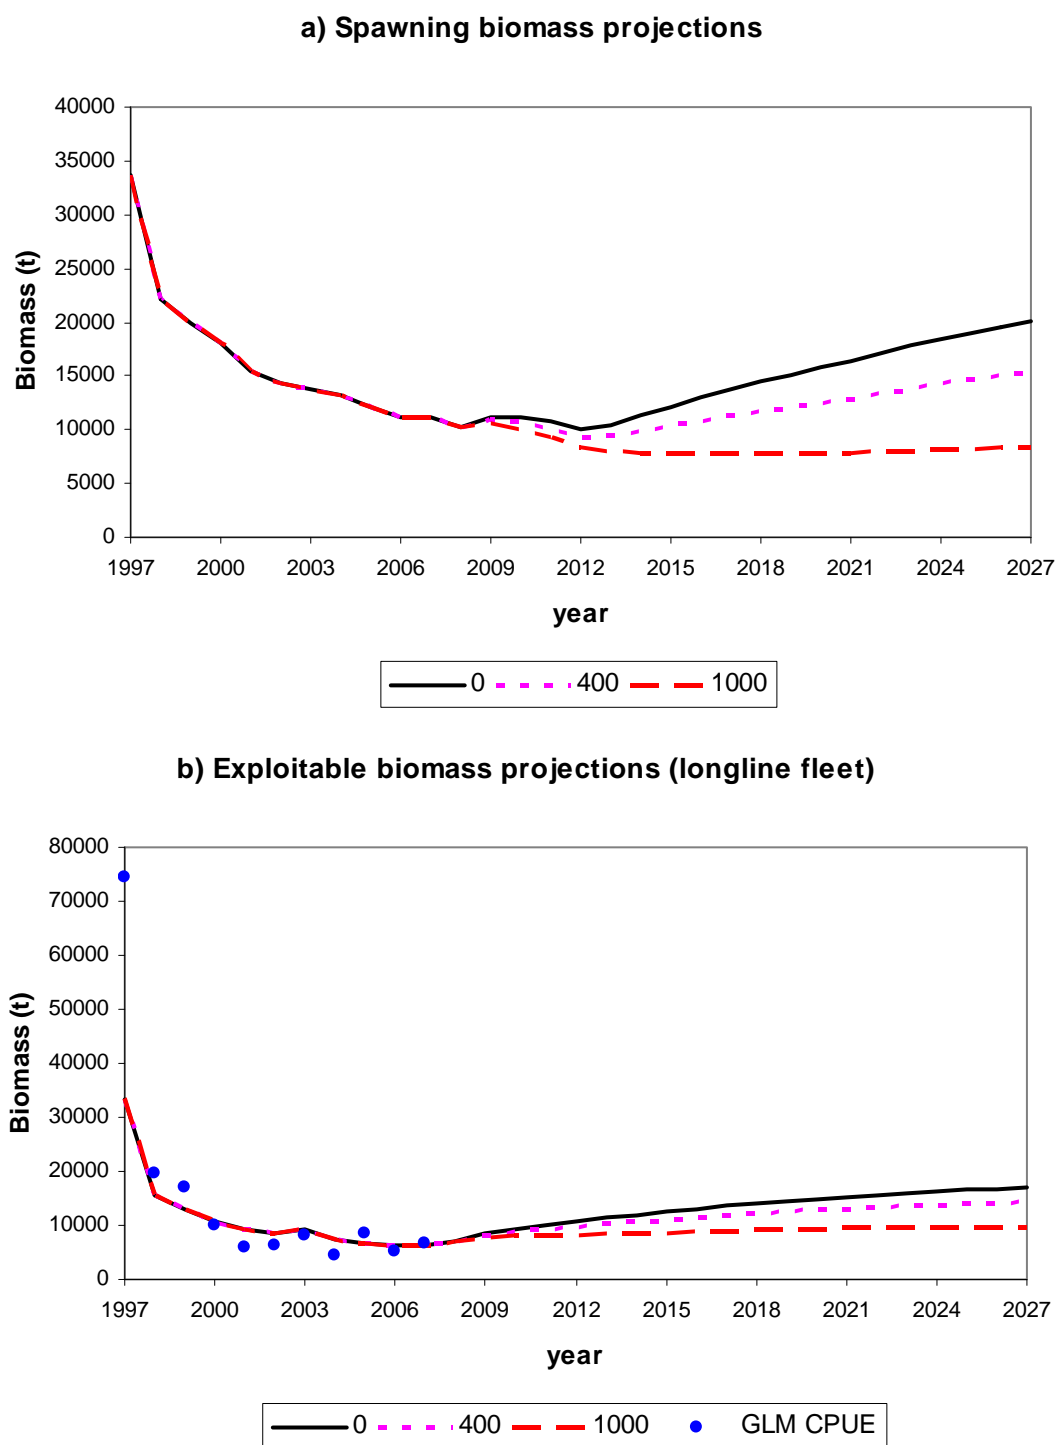 a) Spawning biomass projections
40000
35000
30000
25000
20000
15000
10000
5000
0
Biomass (t)
1997 2000 2003 2006 2009 2012 2015 2018 2021 2024 2027
year
0 400 1000
b) Exploitable biomass projections (longline fleet)
80000
70000
60000
50000
40000
30000
20000
10000
0
Biomass (t)
1997 2000 2003 2006 2009 2012 2015 2018 2021 2024 2027
year
0 400 1000 GLM CPUE